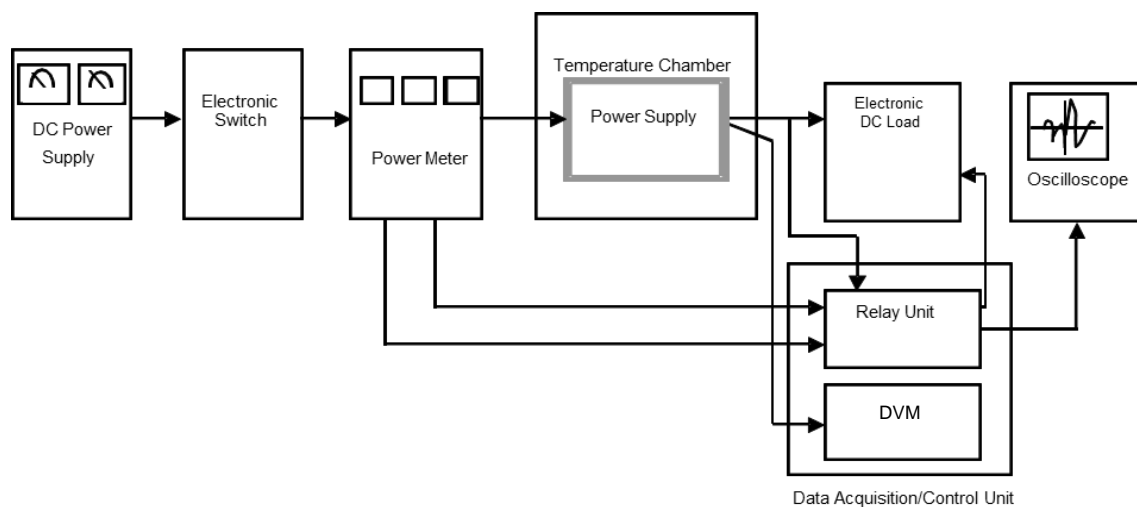 DC Power
Supply
Electronic
Switch
Power Meter
Temperature Chamber
Power Supply
Electronic
DC Load
Oscilloscope
Relay Unit
DVM
Data Acquisition/Control Unit